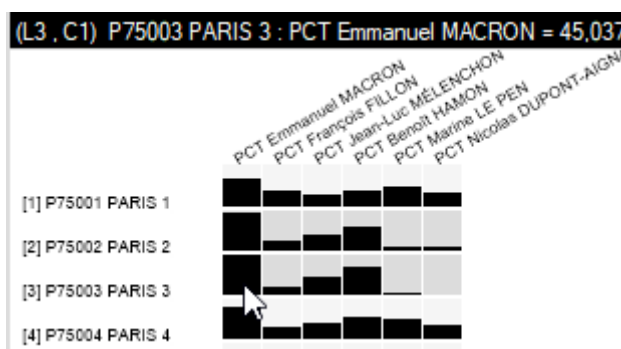 (L3 , C1) P75003 PARIS 3 : PCT Emmanuel MACRON = 45,037
PCT Emmanuel MACRON
PCT François FILLON
PCT Jean-Luc MÉLENCHON
PCT Benoît HAMON
PCT Marine LE PEN
PCT Nicolas DUPONT-AIGNA
[1] P75001 PARIS 1
[2] P75002 PARIS 2
[3] P75003 PARIS 3
[4] P75004 PARIS 4